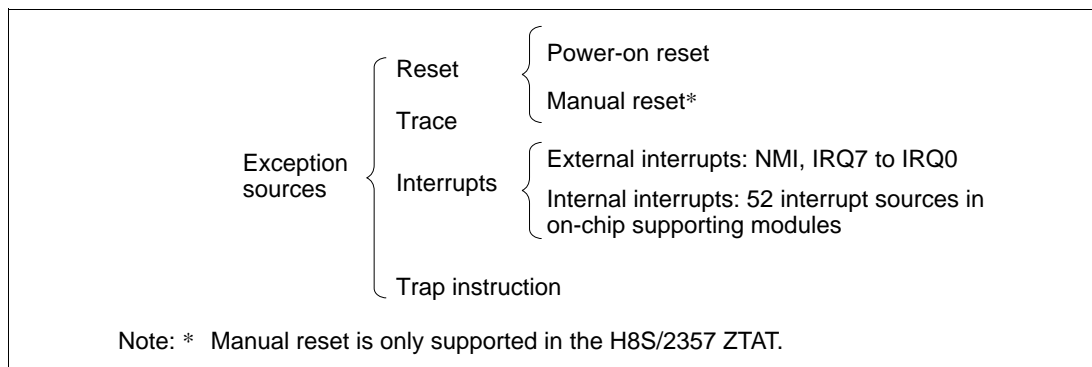 Exception
sources
Reset
Power-on reset
Manual reset*
Trace
Interrupts
External interrupts: NMI, IRQ7 to IRQ0
Internal interrupts: 52 interrupt sources in
on-chip supporting modules
Trap instruction
Note: * Manual reset is only supported in the H8S/2357 ZTAT.